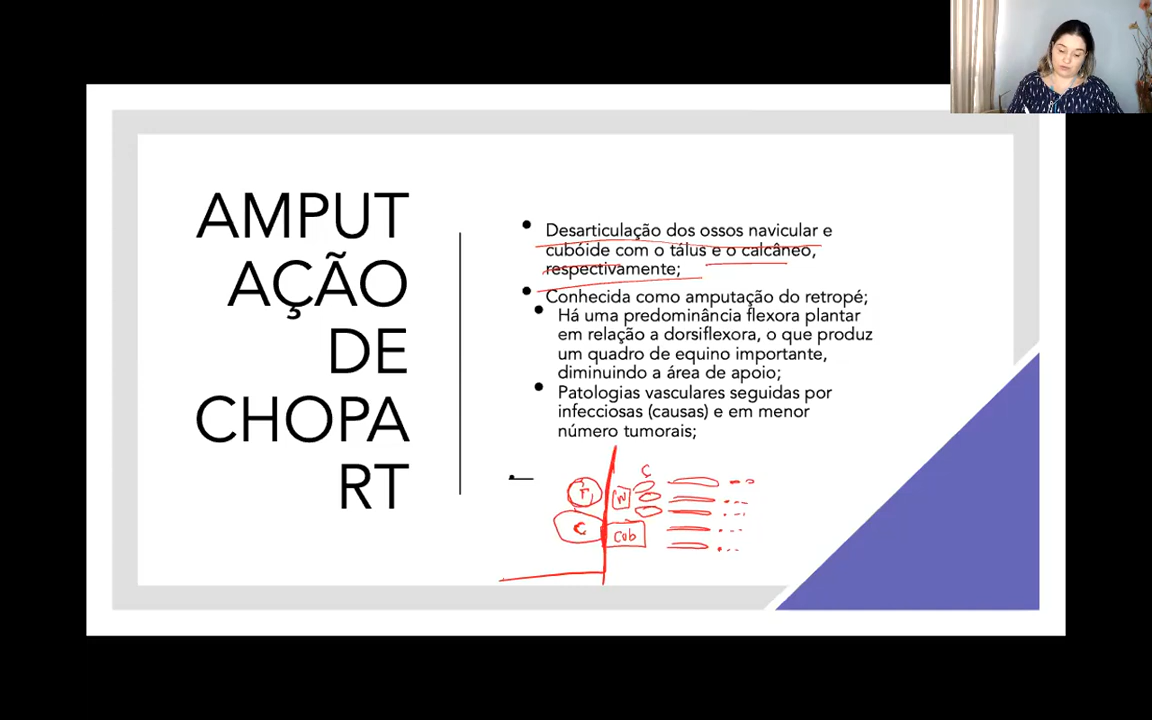 AMPUT
AÇÃO
DE
CHOPA
RT
• Desarticulação dos ossos navicular e
cubóide com o tálus e o calcâneo,
respectivamente;
• Conhecida como amputação do retropé;
• Há uma predominância flexora plantar
em relação a dorsiflexora, o que produz
um quadro de equino importante,
diminuindo a área de apoio;
• Patologias vasculares seguidas por
infecciosas (causas) e em menor
número tumorais;
T N
C Cub